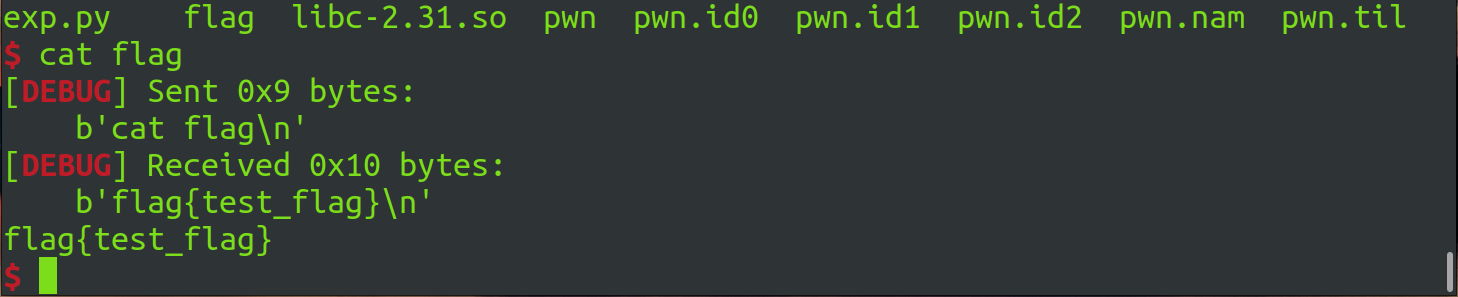 exp.py flag libc-2.31.so pwn pwn.id0 pwn.id1 pwn.id2 pwn.nam pwn.til
$ cat flag
[DEBUG] Sent 0x9 bytes:
b'cat flag\n'
[DEBUG] Received 0x10 bytes:
b'flag{test_flag}\n'
flag{test_flag}
$